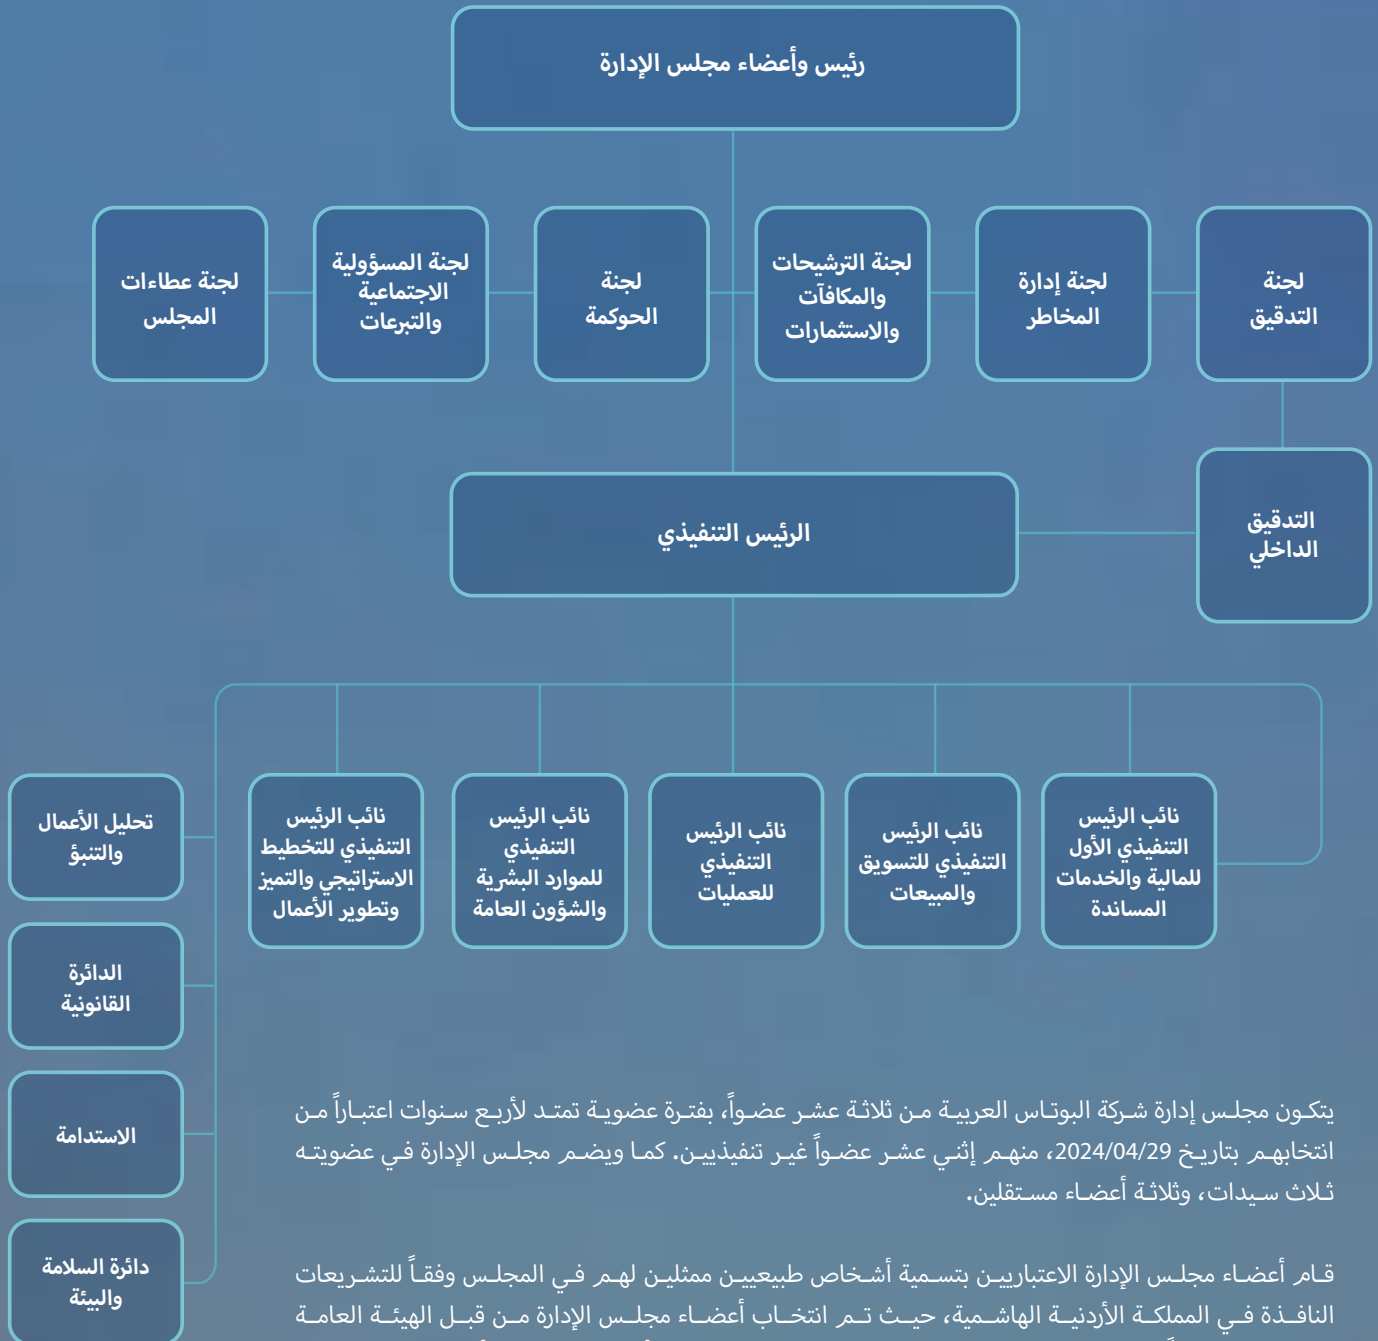 رئيس وأعضاء مجلس الإدارة
لجنة
التدقيق
لجنة إدارة
المخاطر
لجنة الترشيحات
والمكافآت
والاستثمارات
لجنة
الحوكمة
لجنة المسؤولية
الاجتماعية
والتبرعات
لجنة عطاءات
المجلس
التدقيق
الداخلي
الرئيس التنفيذي
نائب الرئيس
التنفيذي الأول
للمالية والخدمات
المساندة
نائب الرئيس
التنفيذي للتسويق
والمبيعات
نائب الرئيس
التنفيذي
للعمليات
نائب الرئيس
التنفيذي
للموارد البشرية
والشؤون العامة
نائب الرئيس
التنفيذي للتخطيط
الاستراتيجي والتميز
وتطوير الأعمال
تحليل الأعمال
والتنبؤ
الدائرة
القانونية
الاستدامة
دائرة السلامة
والبيئة
يتكون مجلس إدارة شركة البوتاس العربية من ثلاثة عشر عضواً، بفترة عضوية تمتد لأربع سنوات اعتباراً من
انتخابهم بتاريخ 2024/04/29، منهم إثني عشر عضواً غير تنفيذيين. كما ويضم مجلس الإدارة في عضويته
ثلاث سيدات، وثلاثة أعضاء مستقلين.
قام أعضاء مجلس الإدارة الاعتباريين بتسمية أشخاص طبيعيين ممثلين لهم في المجلس وفقاً للتشريعات
النافذة في المملكة الأردنية الهاشمية، حيث تم انتخاب أعضاء مجلس الإدارة من قبل الهيئة العامة